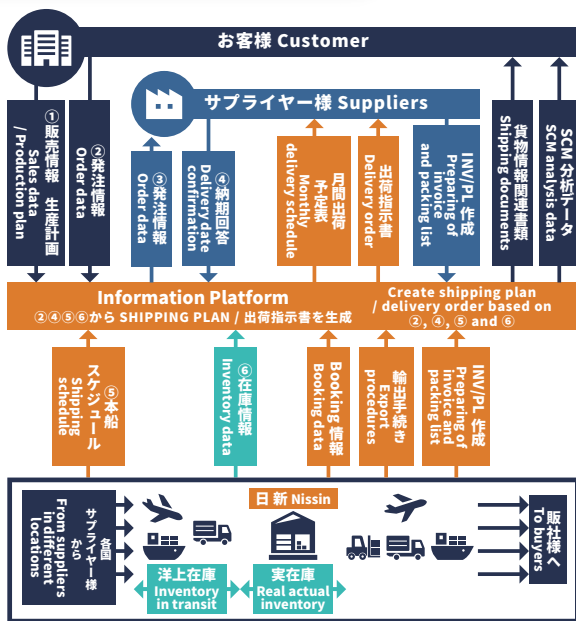 お客様 Customer
サプライヤー様 Suppliers
①販売情報 生産計画
Sales data
/ Production plan
②発注情報
Order data
③発注情報
Order data
④納期回答
Delivery date
confirmation
月間出荷
予定表
Monthly
delivery schedule
出荷指示書
Delivery order
INV/PL 作成
Preparing of
invoice
and packing list
貨物情報関連書類
Shipping documents
SCM 分析データ
SCM analysis data
Information Platform
②④⑤⑥から SHIPPING PLAN / 出荷指示書を生成
Create shipping plan
/ delivery order based on
②, ④, ⑤ and ⑥
⑤本船
スケジュール
Shipping
schedule
⑥在庫情報
Inventory data
Booking 情報
Booking data
輸出手続き
Export
procedures
INV/PL 作成
Preparing of
invoice and
packing list
各国
サプライヤー様
から
From suppliers
in different
locations
日新 Nissin
洋上在庫
Inventory
in transit
実在庫
Real actual
inventory
販社様へ
To buyers